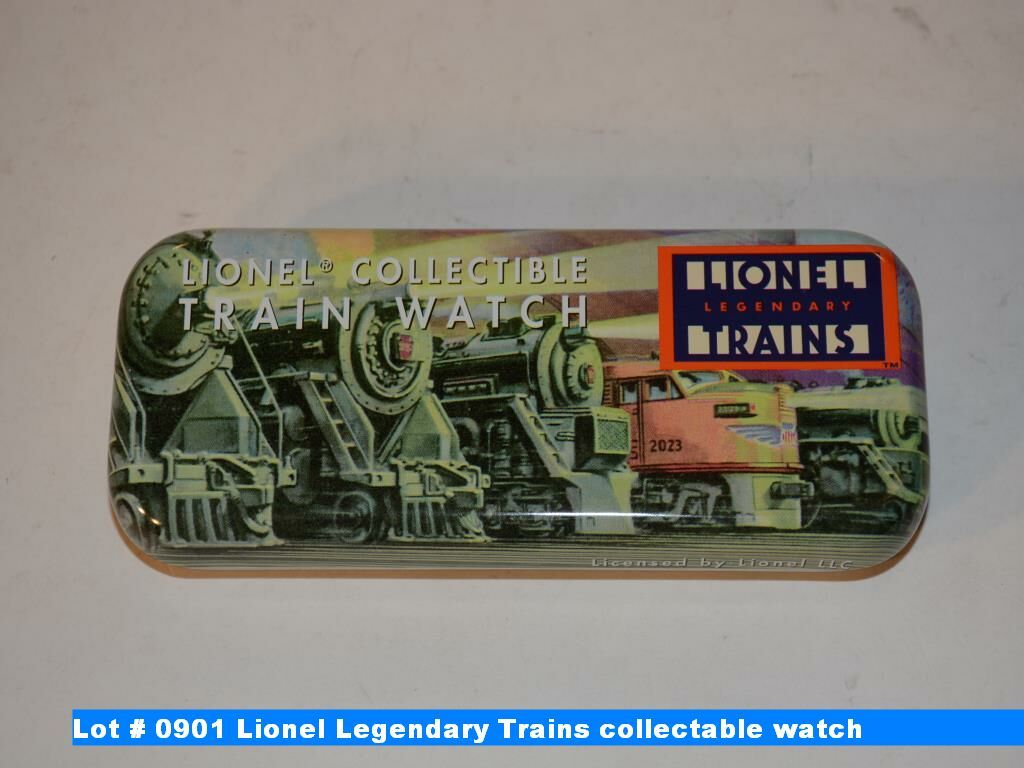 LIONEL® COLLECTIBLE
TRAIN WATCH
LIONEL
LEGENDARY
TRAINS
TM
2023
Licensed by Lionel LLC
Lot # 0901 Lionel Legendary Trains collectable watch